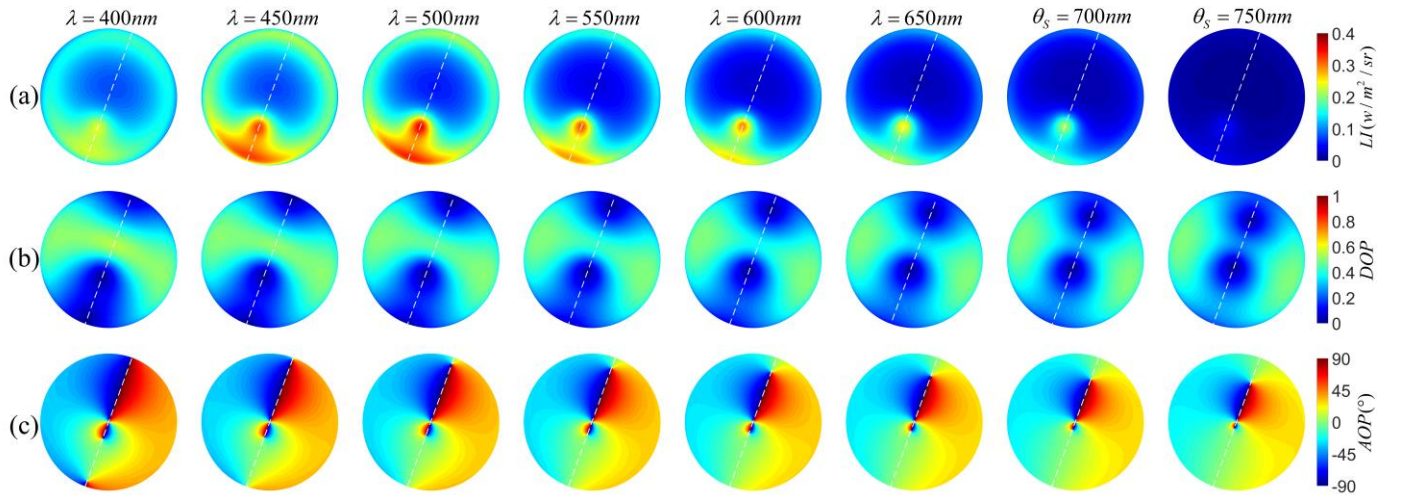 λ = 400nm λ = 450nm λ = 500nm λ = 550nm λ = 600nm λ = 650nm θS = 700nm θS = 750nm
(a)
0.4
0.3
0.2
0.1
0
LI(w/m²/sr)
(b)
1
0.8
0.6
0.4
0.2
0
DOP
(c)
90
45
0
-45
-90
AOP(°)